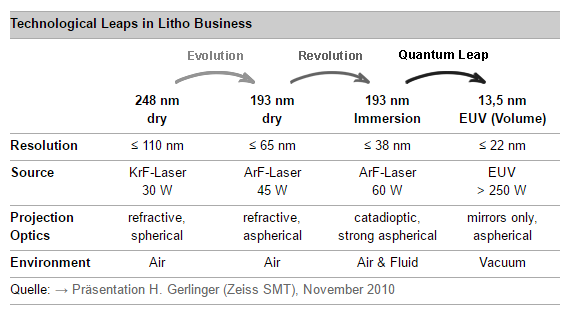 Technological Leaps in Litho Business
Evolution Revolution Quantum Leap
248 nm 193 nm 193 nm 13,5 nm
dry dry Immersion EUV (Volume)
Resolution ≤ 110 nm ≤ 65 nm ≤ 38 nm ≤ 22 nm
Source KrF-Laser ArF-Laser ArF-Laser EUV
30 W 45 W 60 W > 250 W
Projection refractive, refractive, catadioptic, mirrors only,
Optics spherical aspherical strong aspherical aspherical
Environment Air Air Air & Fluid Vacuum
Quelle: → Präsentation H. Gerlinger (Zeiss SMT), November 2010